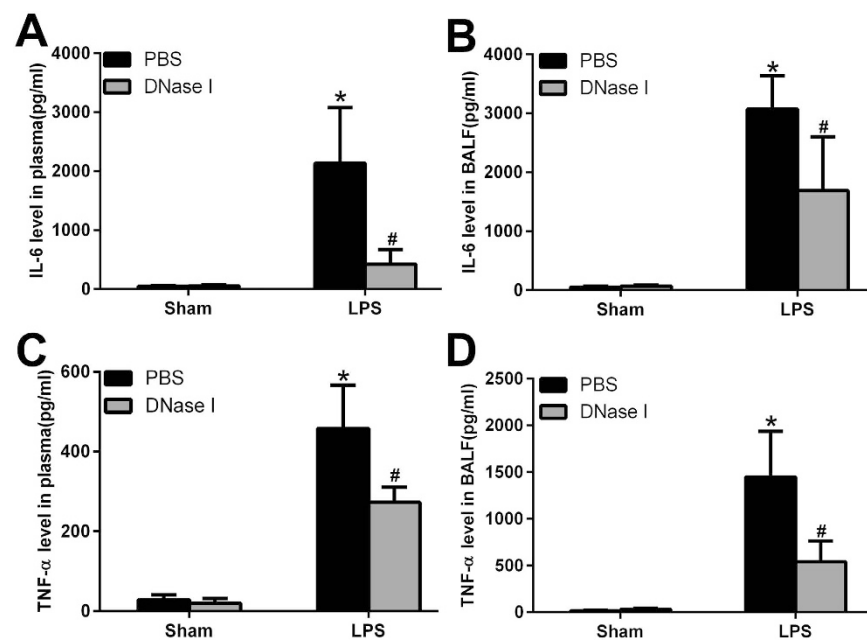 A
IL-6 level in plasma(pg/ml)
4000
3000
2000
1000
0
PBS
DNase I
*
#
Sham
LPS
B
IL-6 level in BALF(pg/ml)
4000
3000
2000
1000
0
PBS
DNase I
*
#
Sham
LPS
C
TNF-α level in plasma(pg/ml)
600
400
200
0
PBS
DNase I
*
#
Sham
LPS
D
TNF-α level in BALF(pg/ml)
2500
2000
1500
1000
500
0
PBS
DNase I
*
#
Sham
LPS